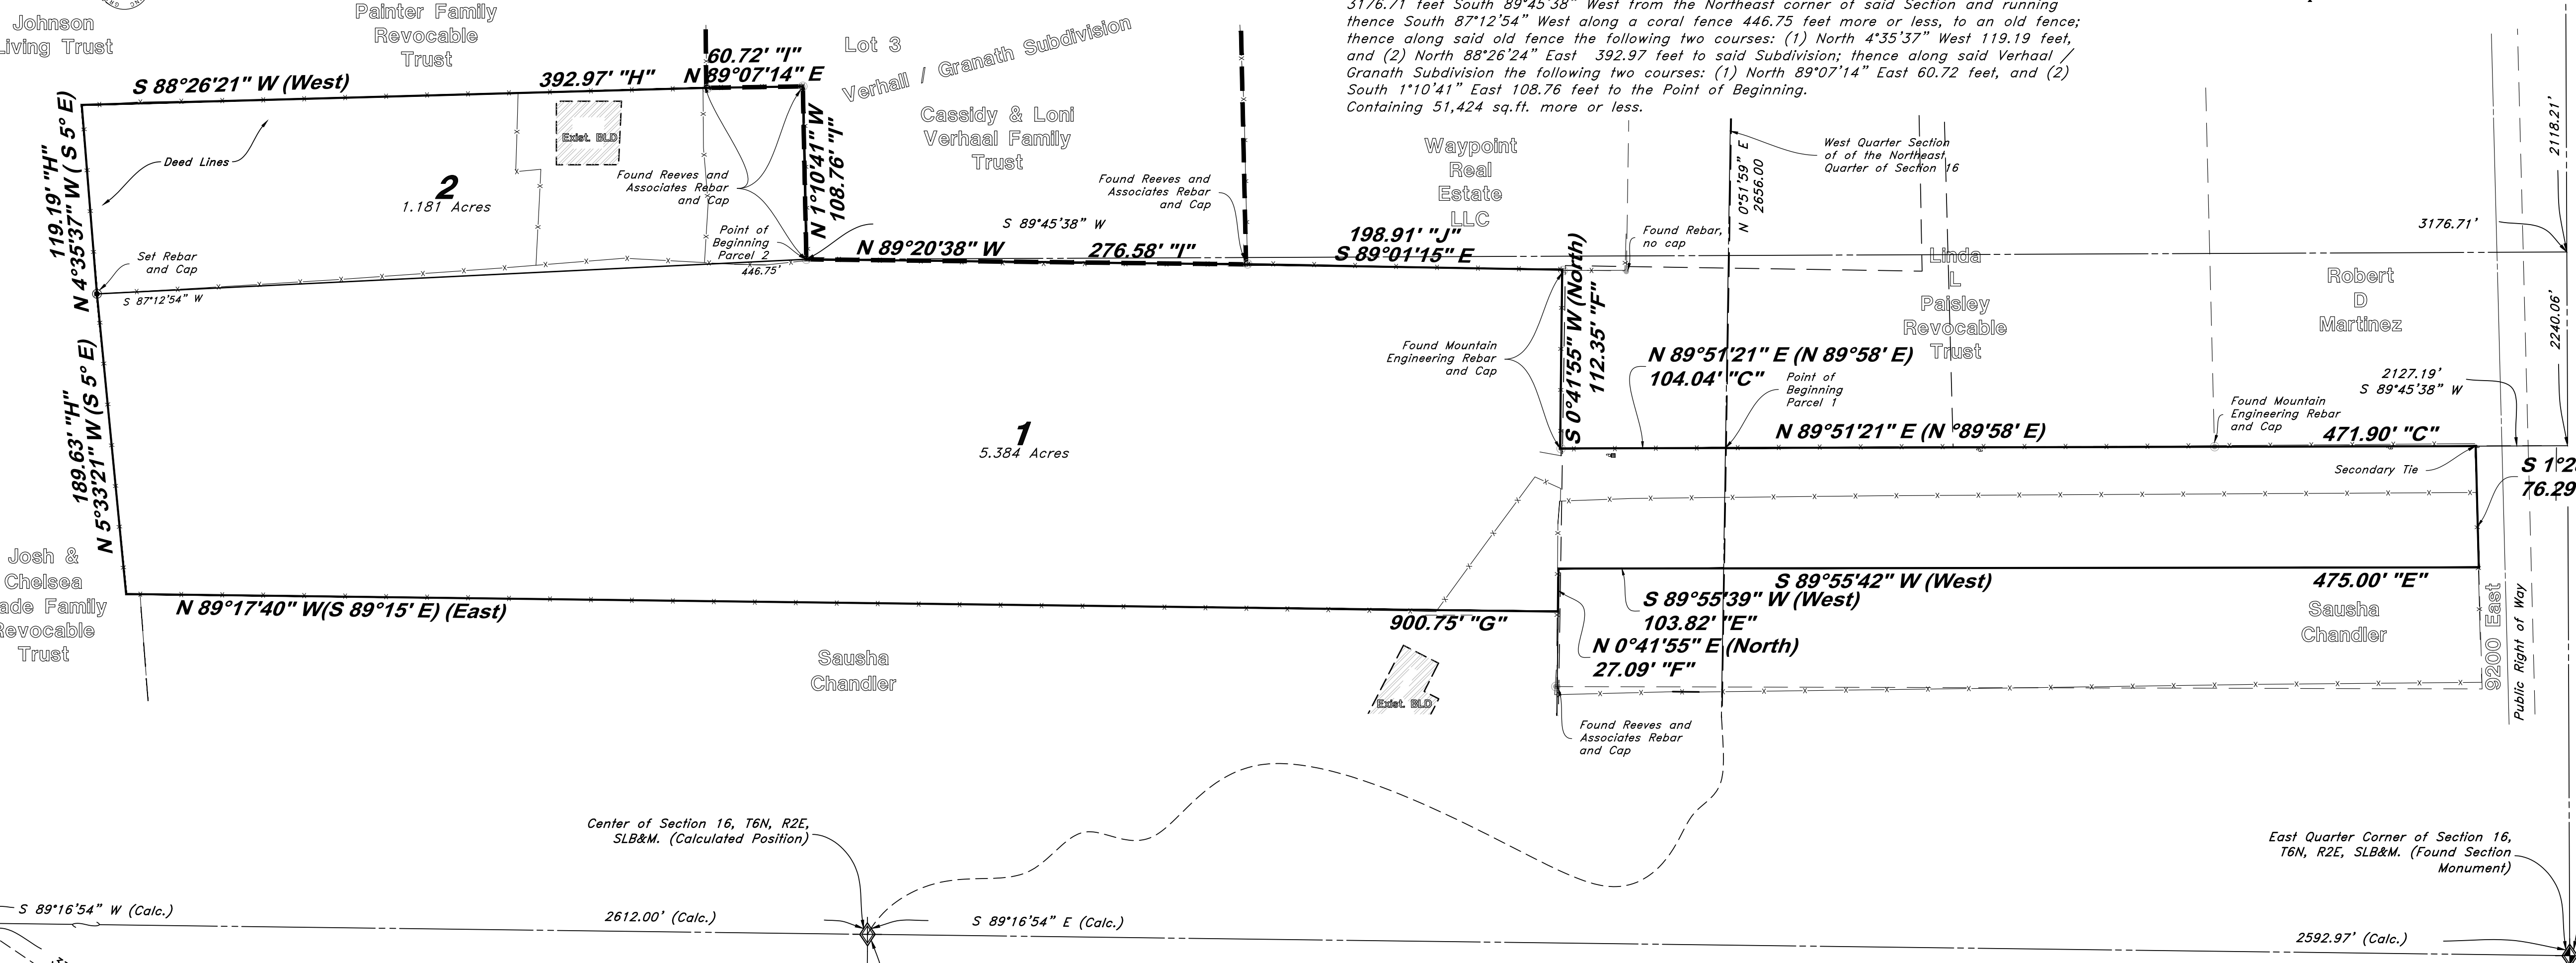 Johnson
Living Trust
Painter Family
Revocable
Trust
3176.71 feet South 89°45'38" West from the Northeast corner of said Section and running
thence South 87°12'54" West along a coral fence 446.75 feet more or less, to an old fence;
thence along said old fence the following two courses: (1) North 4°35'37" West 119.19 feet,
and (2) North 88°26'24" East 392.97 feet to said Subdivision; thence along said Verhaal /
Granath Subdivision the following two courses: (1) North 89°07'14" East 60.72 feet, and (2)
South 1°10'41" East 108.76 feet to the Point of Beginning.
Containing 51,424 sq.ft. more or less.
Lot 3
Verhall / Granath Subdivision
60.72' "I"
N 89°07'14" E
S 88°26'21" W (West)
392.97' "H"
Exist. BLD
Deed Lines
2
1.181 Acres
119.19' "H"
N 4°35'37" W ( S 5° E)
Found Reeves and
Associates Rebar
and Cap
N 1°10'41" W
108.76' "I"
Cassidy & Loni
Verhaal Family
Trust
Found Reeves and
Associates Rebar
and Cap
Waypoint
Real
Estate
LLC
West Quarter Section
of of the Northeast
Quarter of Section 16
N 0°51'59" E
2656.00
2118.21'
3176.71'
Set Rebar
and Cap
S 87°12'54" W
Point of
Beginning
Parcel 2
446.75'
S 89°45'38" W
N 89°20'38" W
276.58' "I"
198.91' "J"
S 89°01'15" E
Found Rebar,
no cap
Linda
L
Paisley
Revocable
Trust
Robert
D
Martinez
2240.06'
Found Mountain
Engineering Rebar
and Cap
S 0°41'55" W (North)
112.35' "F"
N 89°51'21" E (N 89°58' E)
104.04' "C"
Point of
Beginning
Parcel 1
2127.19'
S 89°45'38" W
Found Mountain
Engineering Rebar
and Cap
N 89°51'21" E (N °89'58' E)
471.90' "C"
Secondary Tie
S 1°2
76.29
1
5.384 Acres
189.63' "H"
N 5°33'21" W (S 5° E)
N 89°17'40" W(S 89°15' E) (East)
900.75' "G"
S 89°55'42" W (West)
475.00' "E"
S 89°55'39" W (West)
103.82' "E"
N 0°41'55" E (North)
27.09' "F"
Sausha
Chandler
9200 East
Public Right of Way
Josh &
Chelsea
ade Family
Revocable
Trust
Sausha
Chandler
Exist. BLD
Found Reeves and
Associates Rebar
and Cap
Center of Section 16, T6N, R2E,
SLB&M. (Calculated Position)
East Quarter Corner of Section 16,
T6N, R2E, SLB&M. (Found Section
Monument)
S 89°16'54" W (Calc.)
2612.00' (Calc.)
S 89°16'54" E (Calc.)
2592.97' (Calc.)